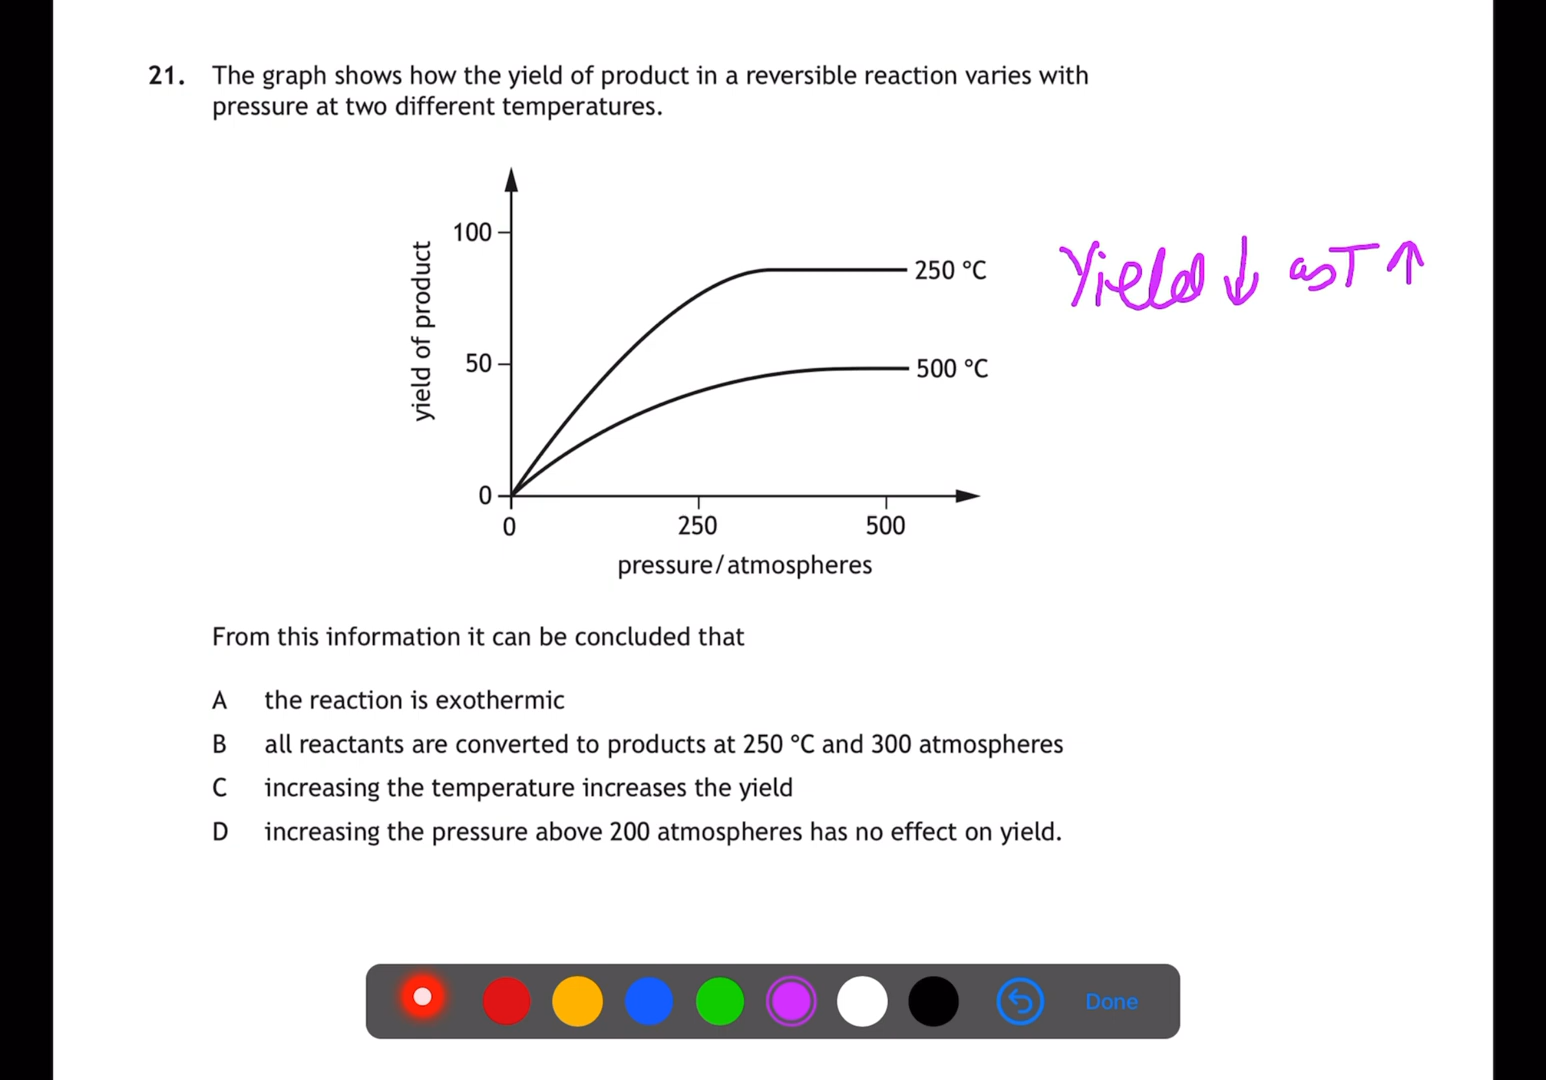 21. The graph shows how the yield of product in a reversible reaction varies with
pressure at two different temperatures.
yield of product
100
50
0
250 °C
500 °C
Yield ↓ as T ↑
0 250 500
pressure/atmospheres
From this information it can be concluded that
A the reaction is exothermic
B all reactants are converted to products at 250 °C and 300 atmospheres
C increasing the temperature increases the yield
D increasing the pressure above 200 atmospheres has no effect on yield.
Done